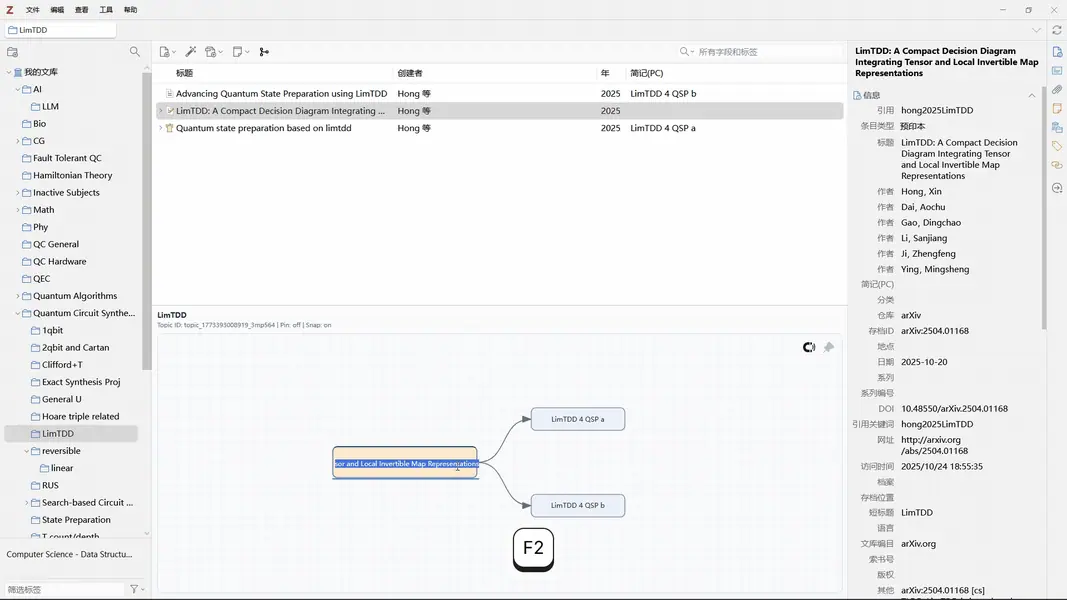 Z 文件 编辑 查看 工具 帮助
LimTDD
我的文库
AI
LLM
Bio
CG
Fault Tolerant QC
Hamiltonian Theory
Inactive Subjects
Math
Phy
QC General
QC Hardware
QEC
Quantum Algorithms
Quantum Circuit Synthe...
1qbit
2qbit and Cartan
Clifford+T
Exact Synthesis Proj
General U
Hoare triple related
LimTDD
reversible
linear
RUS
Search-based Circuit ...
State Preparation
T count/depth
Computer Science - Data Structu...
筛选标签
所有字段和标签
标题 创建者 年 简记(PC)
Advancing Quantum State Preparation using LimTDD Hong 等 2025 LimTDD 4 QSP b
LimTDD: A Compact Decision Diagram Integrating ... Hong 等 2025
Quantum state preparation based on limtdd Hong 等 2025 LimTDD 4 QSP a
LimTDD
Topic ID: topic_1773393008919_3mp564 | Pin: off | Snap: on
LimTDD 4 QSP a
sor and Local Invertible Map Representations
LimTDD 4 QSP b
F2
LimTDD: A Compact Decision Diagram
Integrating Tensor and Local Invertible Map
Representations
信息
引用 hong2025LimTDD
条目类型 预印本
标题 LimTDD: A Compact Decision
Diagram Integrating Tensor
and Local Invertible Map
Representations
作者 Hong, Xin
作者 Dai, Aochu
作者 Gao, Dingchao
作者 Li, Sanjiang
作者 Ji, Zhengfeng
作者 Ying, Mingsheng
简记(PC)
分类
仓库 arXiv
存档ID arXiv:2504.01168
地点
日期 2025-10-20
系列
系列编号
DOI 10.48550/arXiv.2504.01168
引用关键词 hong2025LimTDD
网址 http://arxiv.org
/abs/2504.01168
访问时间 2025/10/24 18:55:35
档案
存档位置
短标题 LimTDD
语言
文库编目 arXiv.org
索书号
版权
其他 arXiv:2504.01168 [cs]